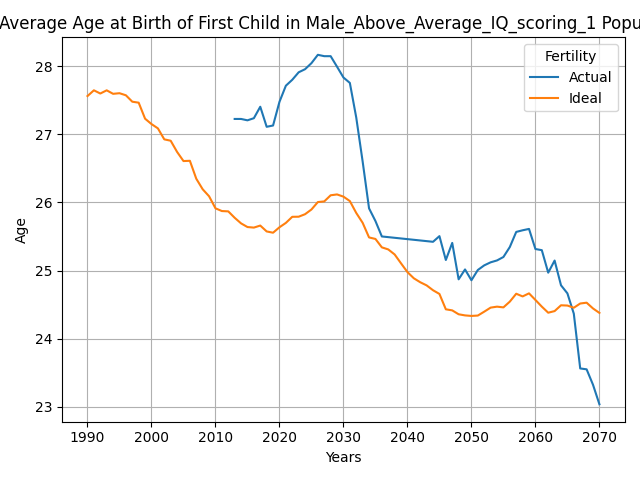 Average Age at Birth of First Child in Male_Above_Average_IQ_scoring_1 Popu
Fertility
Actual
Ideal
28
27
26
25
24
23
Age
1990 2000 2010 2020 2030 2040 2050 2060 2070
Years